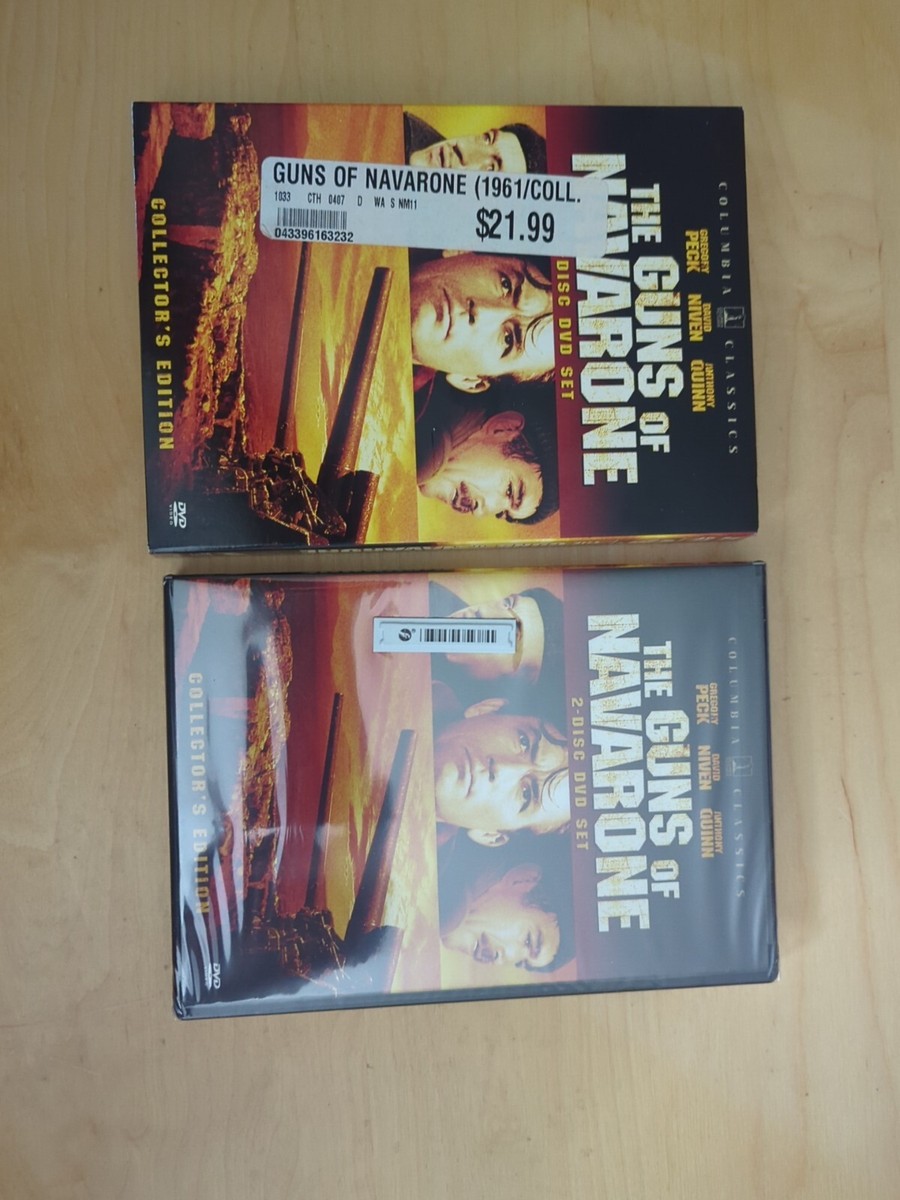 GUNS OF NAVARONE (1961/COLL.
1033 CTH 0407 D WA S NM11
$21.99
043396163232
COLUMBIA CLASSICS
GREGORY PECK
DAVID NIVEN
ANTHONY QUINN
THE GUNS OF
NAVARONE
DISC DVD SET
COLLECTOR'S EDITION
DVD
VIDEO
COLUMBIA CLASSICS
GREGORY PECK
DAVID NIVEN
ANTHONY QUINN
THE GUNS OF
NAVARONE
2-DISC DVD SET
COLLECTOR'S EDITION
DVD